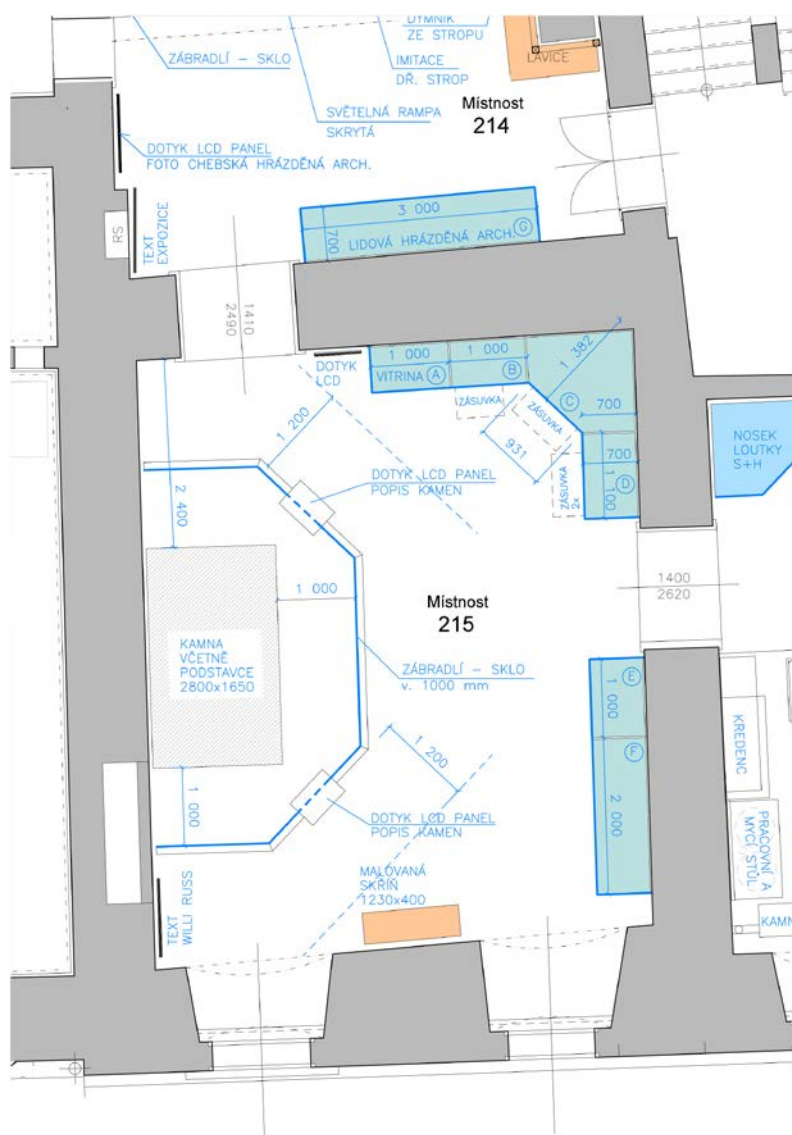 DÝMNÍK
ZE STROPU
ZÁBRADLÍ – SKLO
IMITACE
DŘ. STROP
LAVICE
SVĚTELNÁ RAMPA
SKRYTÁ
Místnost
214
DOTYK LCD PANEL
FOTO CHEBSKÁ HRÁZDĚNÁ ARCH.
RS
TEXT
EXPOZICE
3 000
700
LIDOVÁ HRÁZDĚNÁ ARCH.
G
1410
2490
DOTYK
LCD
1 000
1 000
VITRINA
A
B
1 382
C
700
ZÁSUVKA
ZÁSUVKA
931
700
1 100
D
ZÁSUVKA
2x
NOSEK
LOUTKY
S+H
1 200
2 400
DOTYK LCD PANEL
POPIS KAMEN
1 000
1400
2620
Místnost
215
KAMNA
VČETNĚ
PODSTAVCE
2800x1650
ZÁBRADLÍ – SKLO
v. 1000 mm
E
1 000
F
2 000
1 200
1 000
DOTYK LCD PANEL
POPIS KAMEN
KREDENC
PRACOVNÍ A
MYCÍ STŮL
KAMN
MALOVANÁ
SKŘÍŇ
1230x400
TEXT
WILLI RUSS